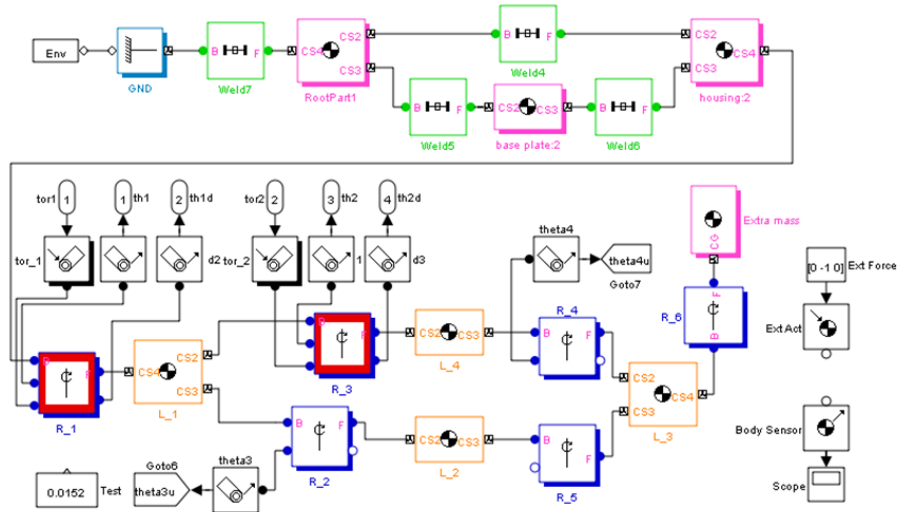 Env
GND
B F
Weld7
CS4 CS2
CS3
RootPart1
B F
Weld4
CS2
CS3 CS4
housing:2
B F
Weld5
CS2 CS3
base plate:2
B F
Weld6
tor1 1
1 th1
2 th1d
tor2 2
3 th2
4 th2d
tor_1
d2
tor_2
1
d3
theta4
theta4u
Goto7
CG
Extra mass
[0 -1 0] Ext Force
Ext Act
B F
R_1
CS4 CS2
CS3
L_1
B F
R_3
CS2 CS3
L_4
R_4
B F
F
B
R_6
CS2
CS3 CS4
L_3
B F
R_2
CS2 CS3
L_2
B F
R_5
Body Sensor
Scope
0.0152 Test
Goto6
theta3u
theta3